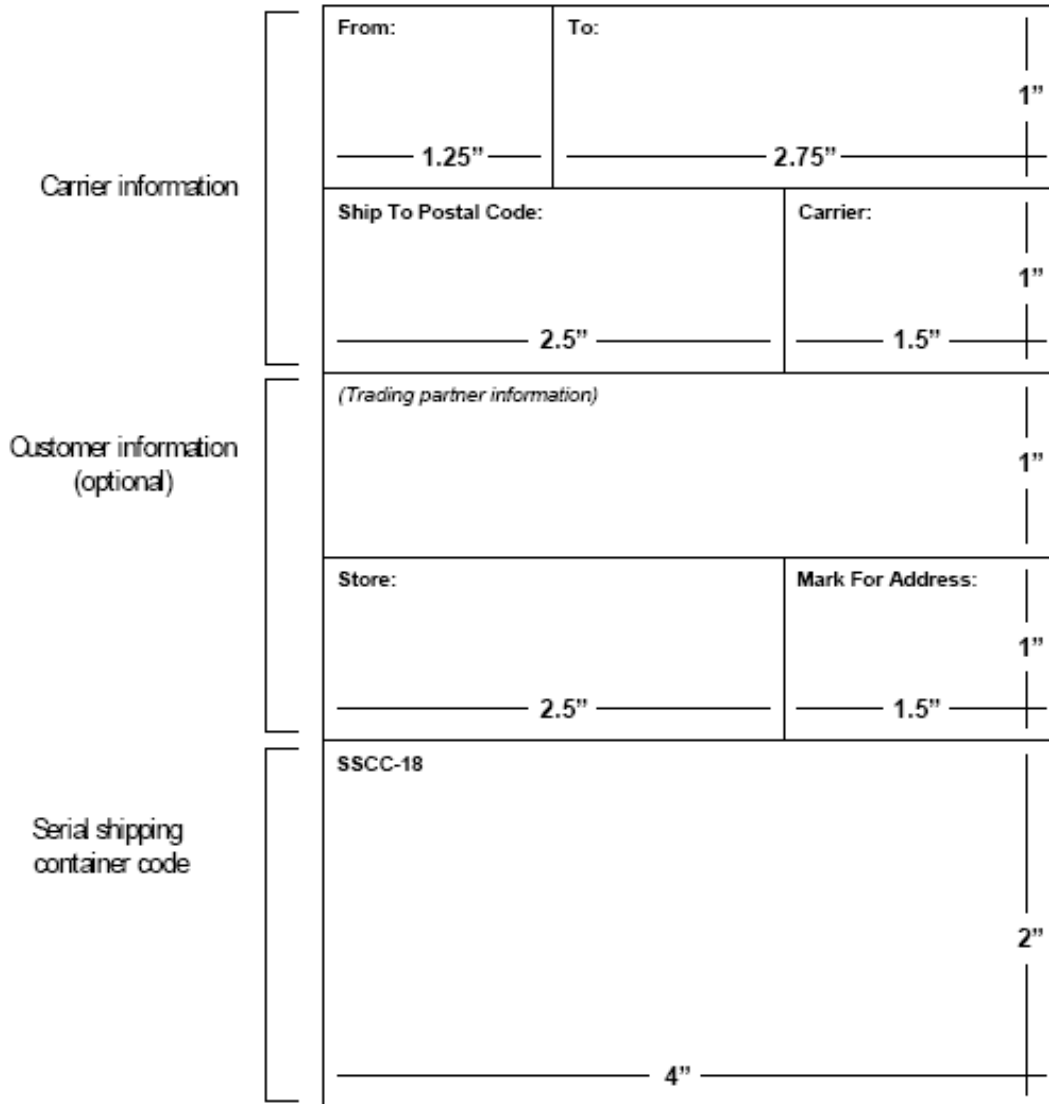 From:
To:
1”
1.25”
2.75”
Carrier information
Ship To Postal Code:
Carrier:
1”
2.5”
1.5”
(Trading partner information)
Customer information
(optional)
1”
Store:
Mark For Address:
1”
2.5”
1.5”
SSCC-18
Serial shipping
container code
2”
4”